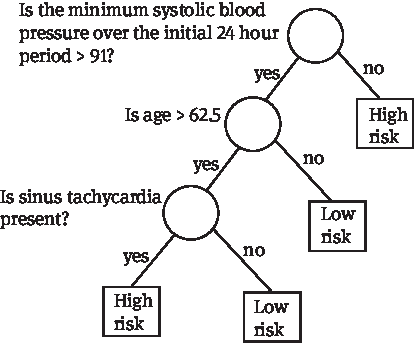 Is the minimum systolic blood
pressure over the initial 24 hour
period > 91?
yes
no
High
risk
Is age > 62.5
yes
no
Low
risk
Is sinus tachycardia
present?
yes
no
High
risk
Low
risk